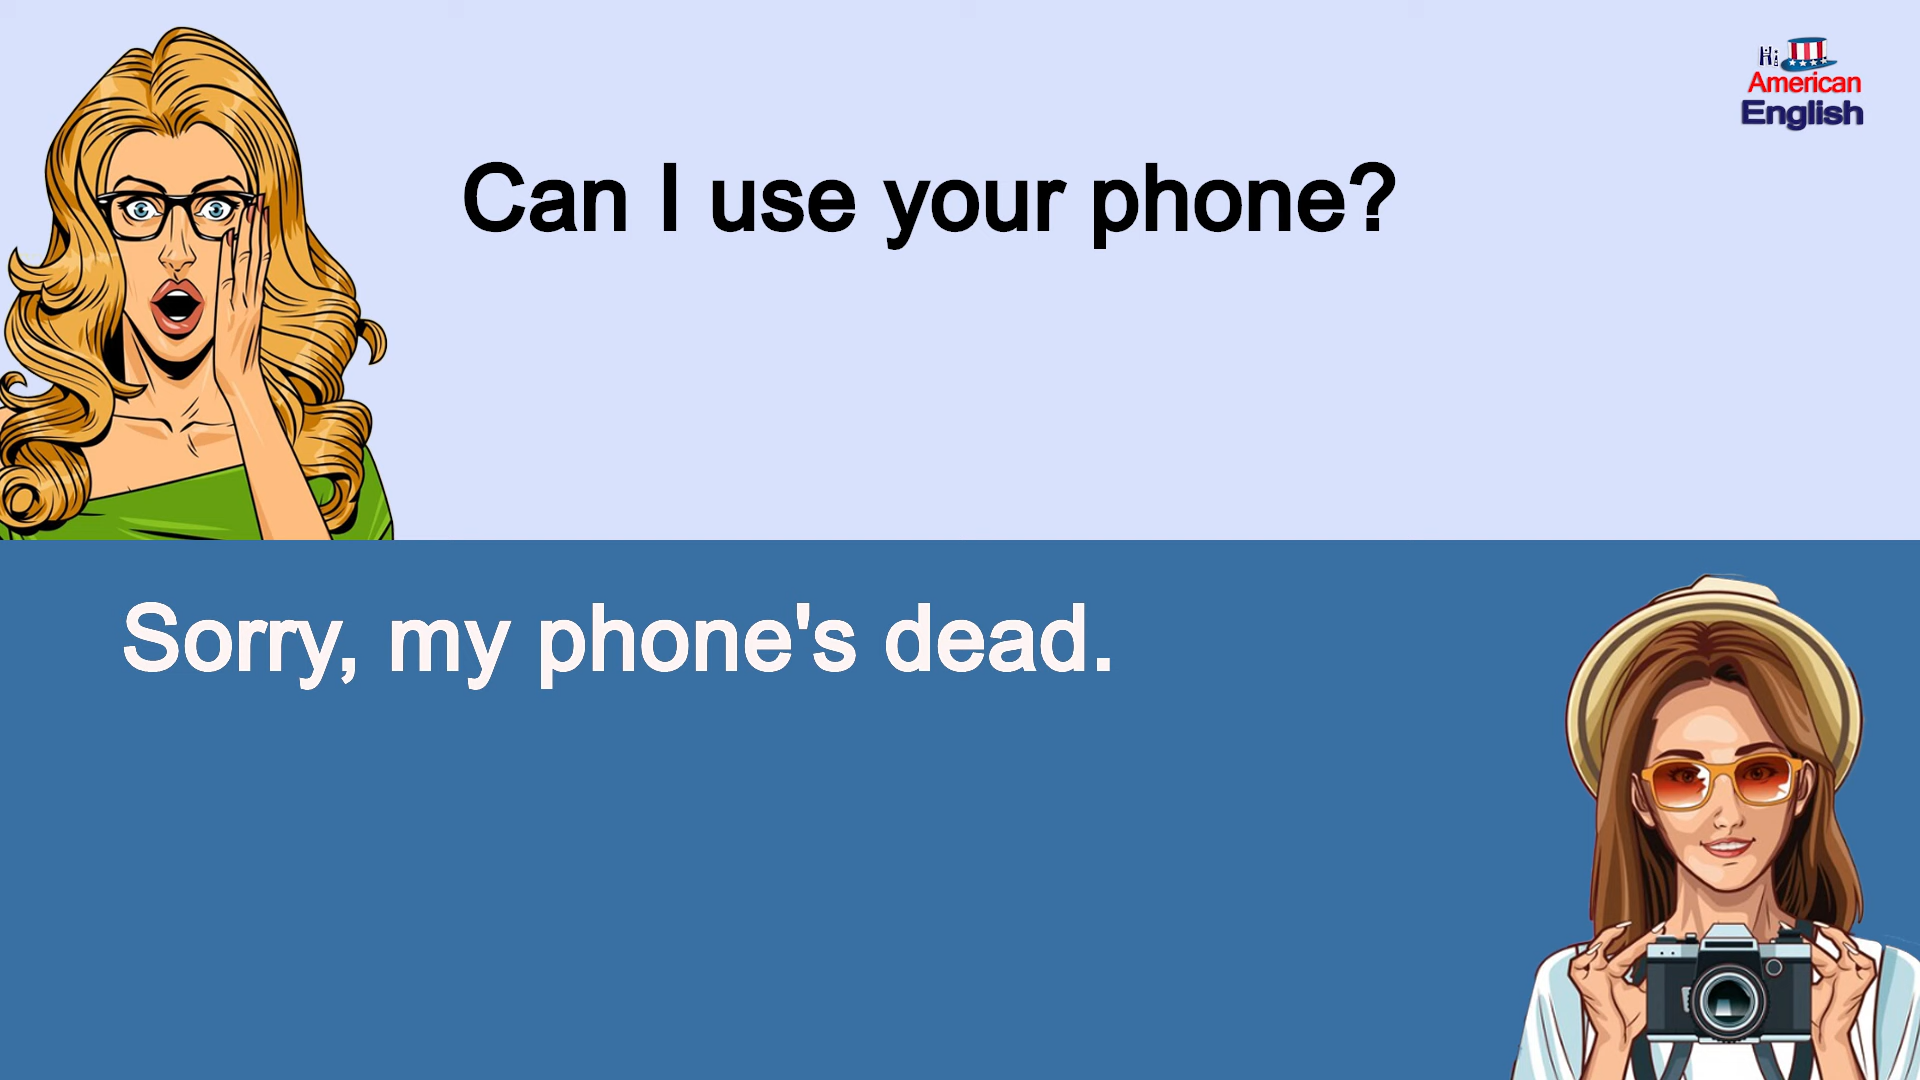 Hi
American
English
Can I use your phone?
Sorry, my phone's dead.